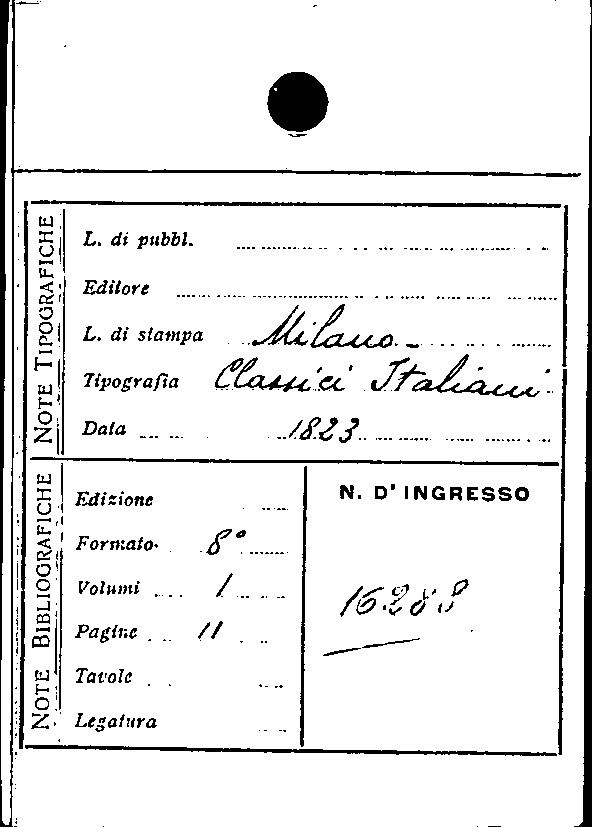 NOTE TIPOGRAFICHE
L. di pubbl.
Editore
L. di stampa Milano -
Tipografia Classici Italiani
Data 1823
NOTE BIBLIOGRAFICHE
Edizione
Formato 8°
Volumi 1
Pagine 11
Tavole
Legatura
N. D'INGRESSO
16288